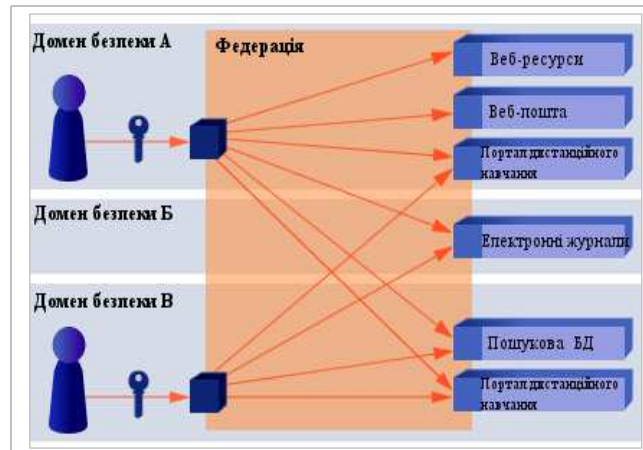 Домен безпеки А
Федерація
Веб-ресурси
Веб-пошта
Портал дистанційного
навчання
Домен безпеки Б
Електронні журнали
Домен безпеки В
Пошукова БД
Портал дистанційного
навчання